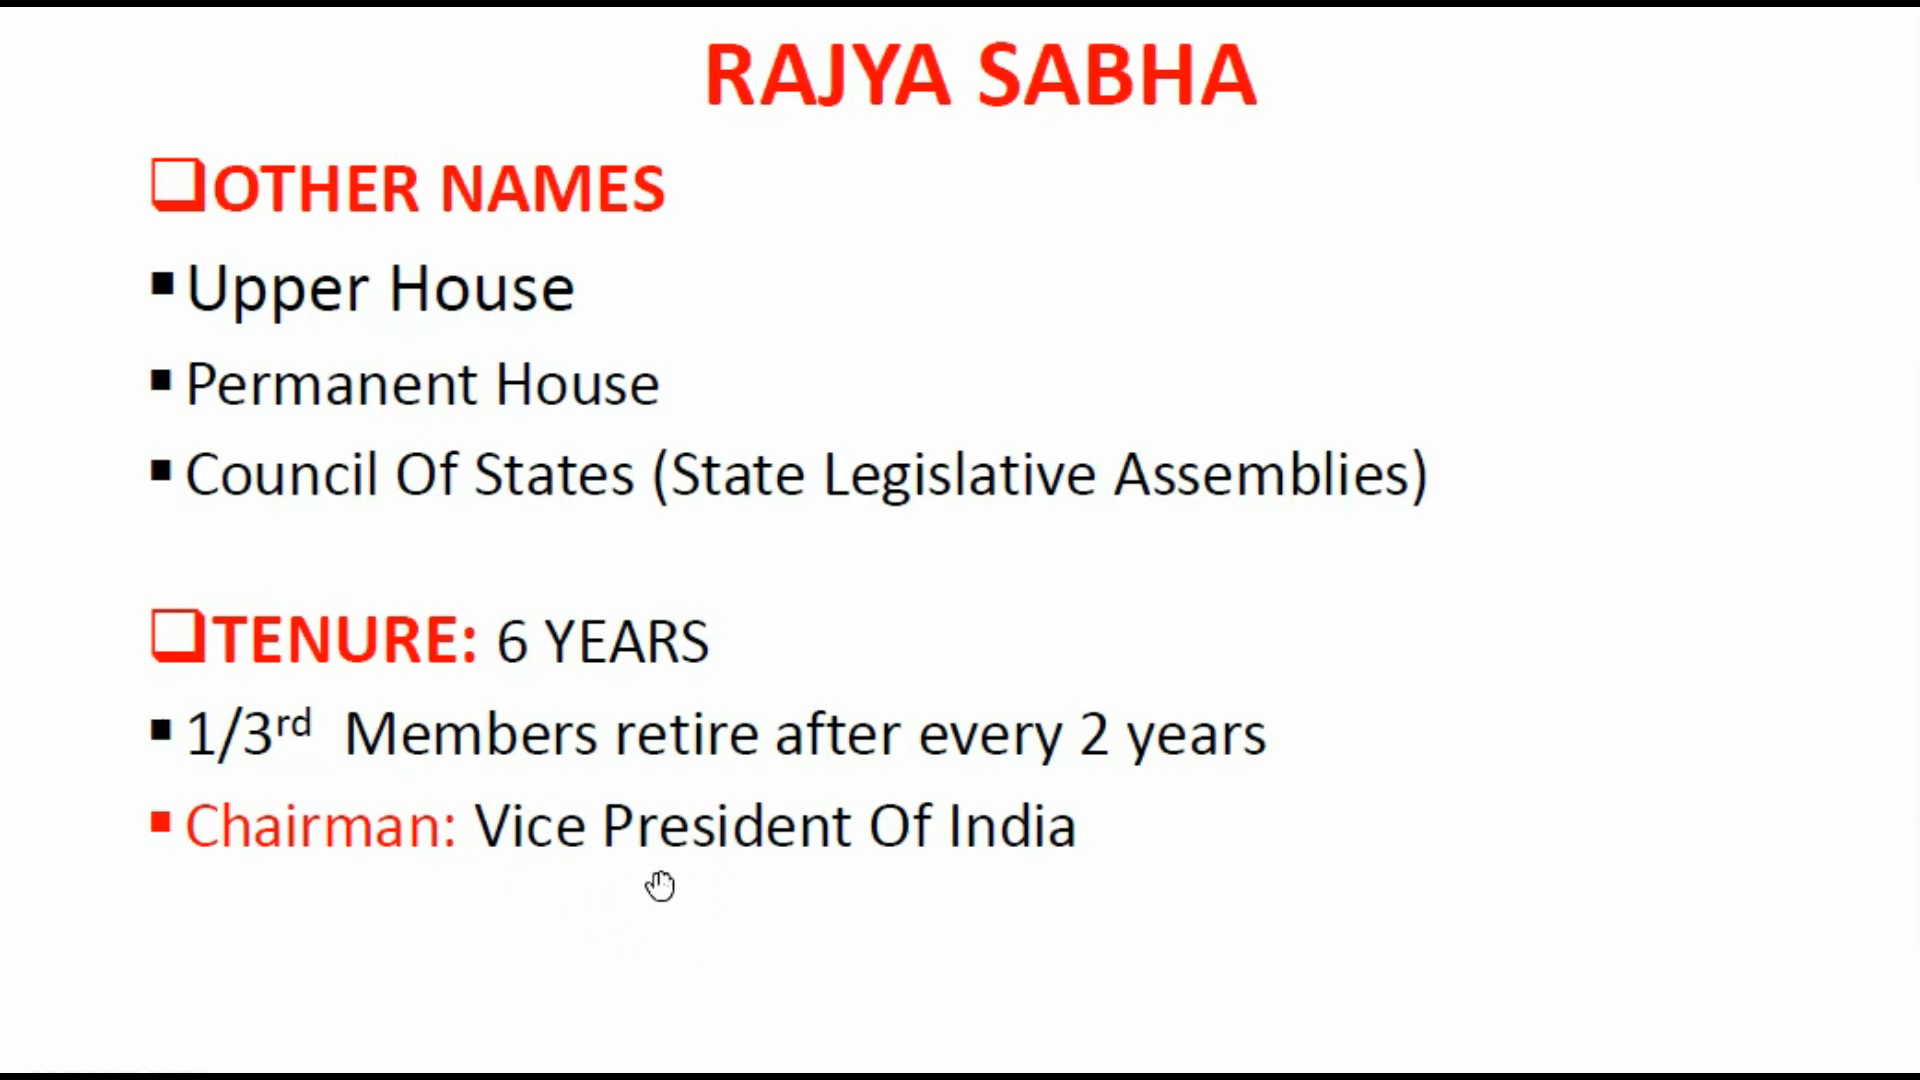 RAJYA SABHA
OTHER NAMES
Upper House
Permanent House
Council Of States (State Legislative Assemblies)
TENURE: 6 YEARS
1/3rd Members retire after every 2 years
Chairman: Vice President Of India